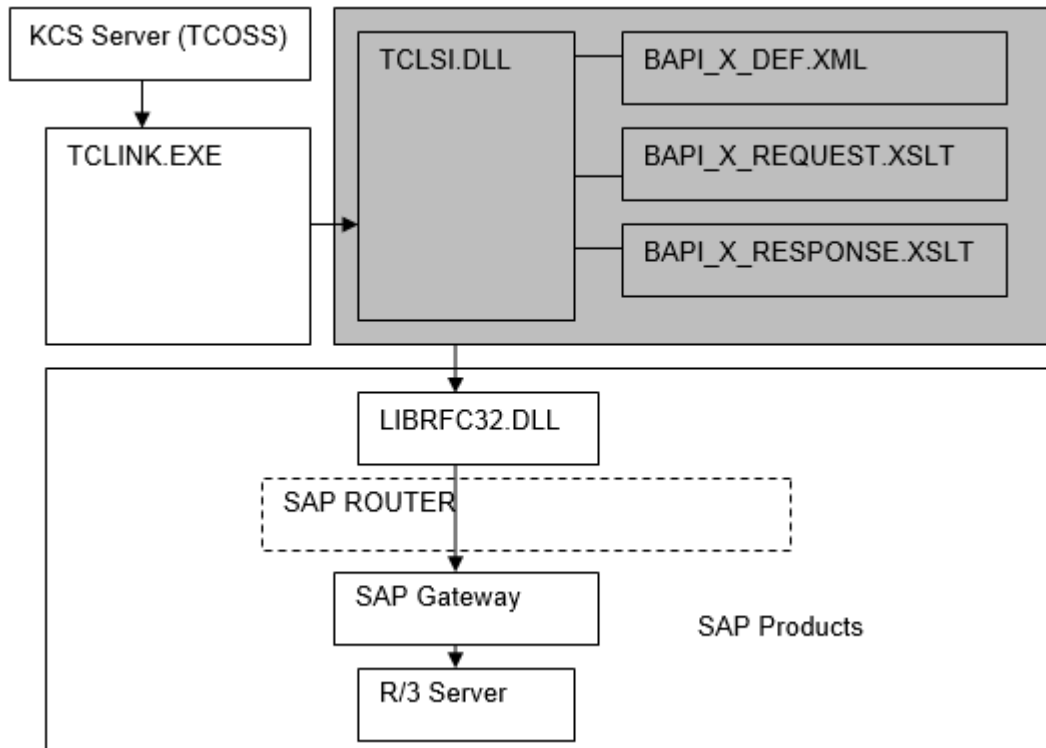 KCS Server (TCOSS)
TCLINK.EXE
TCLSI.DLL
BAPI_X_DEF.XML
BAPI_X_REQUEST.XSLT
BAPI_X_RESPONSE.XSLT
LIBRFC32.DLL
SAP ROUTER
SAP Gateway
SAP Products
R/3 Server